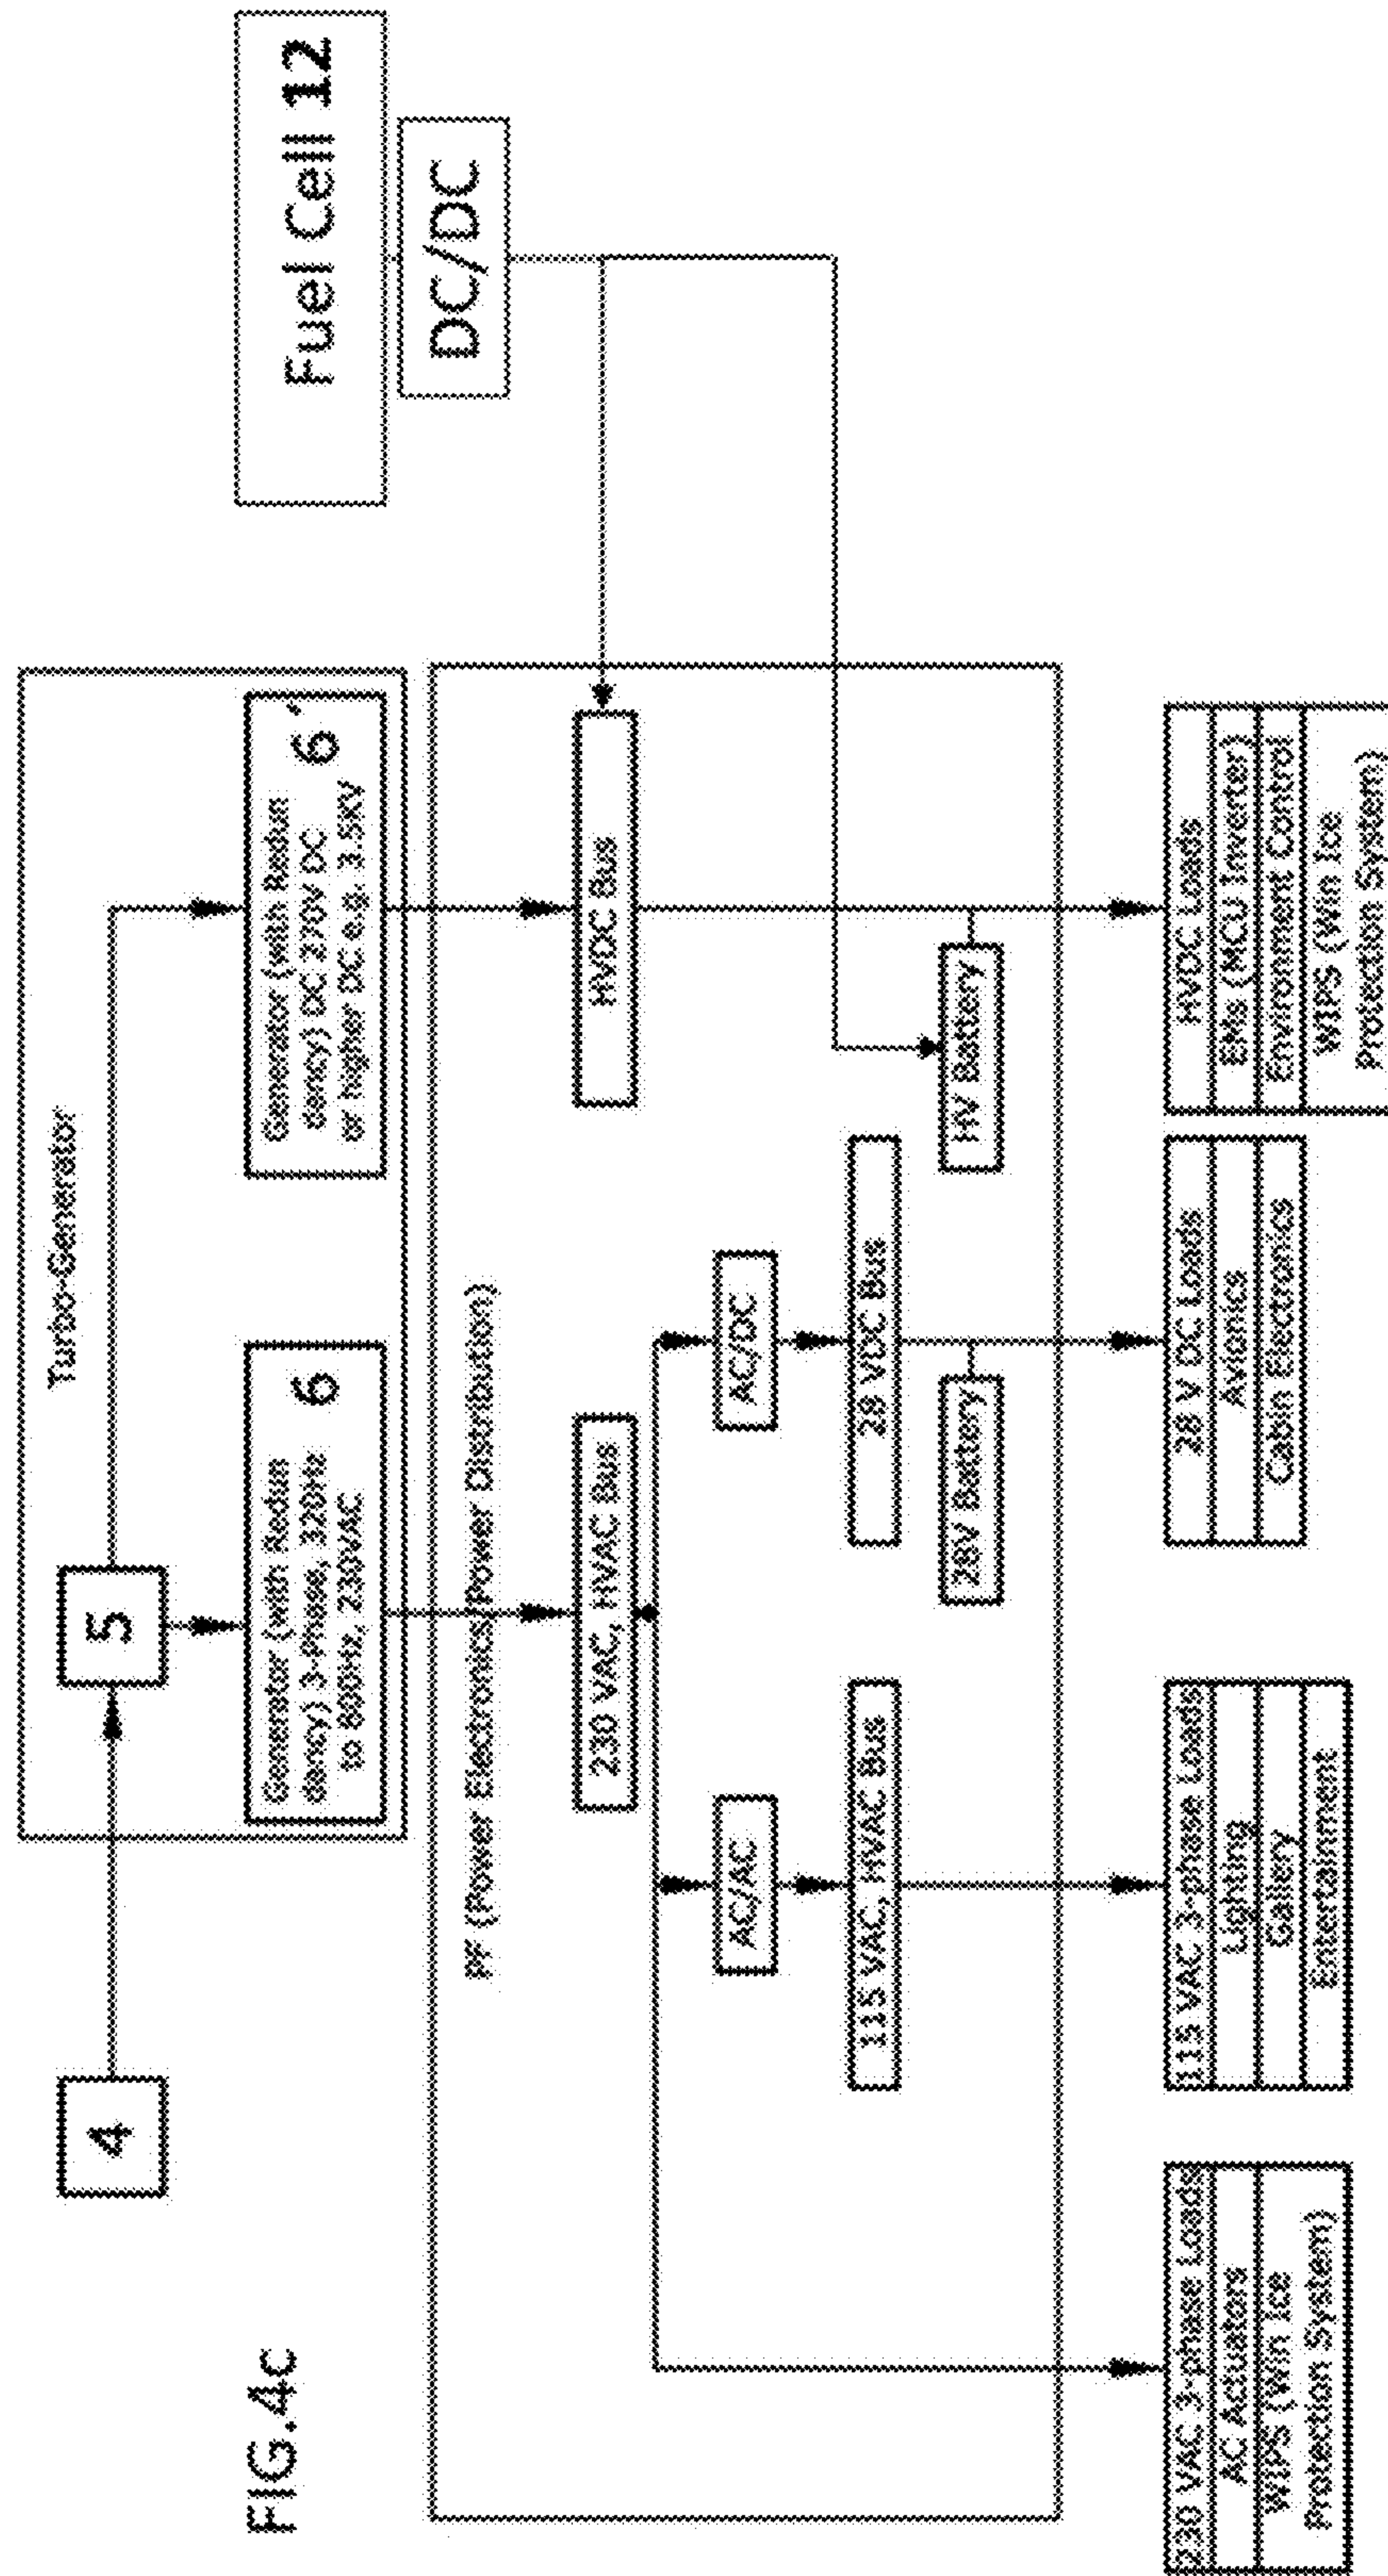 FIG.4c
4
Turbo-Generator
5
Generator (with Redun
dancy) 3-Phase, 320Hz
to 800Hz, 230VAC
6
Generator (with Redun
dency) DC 270V DC
or higher DC e.g. 3.5KV
6'
Fuel Cell 12
DC/DC
PF (Power Electronics/Power Distribution)
230 VAC, HVAC Bus
HVDC Bus
AC/AC
AC/DC
115 VAC, HVAC Bus
28 VDC Bus
28V Battery
HV Battery
230 VAC 3-phase Loads
AC Actuators
WIPS (Win Ice
Protection System)
115 VAC 3-phase Loads
Lighting
Gallery
Entertainment
28 V DC Loads
Avionics
Cabin Electronics
HVDC Loads
EMs (MCU Inverter)
Environment Control
WIPS (Win Ice
Protection System)